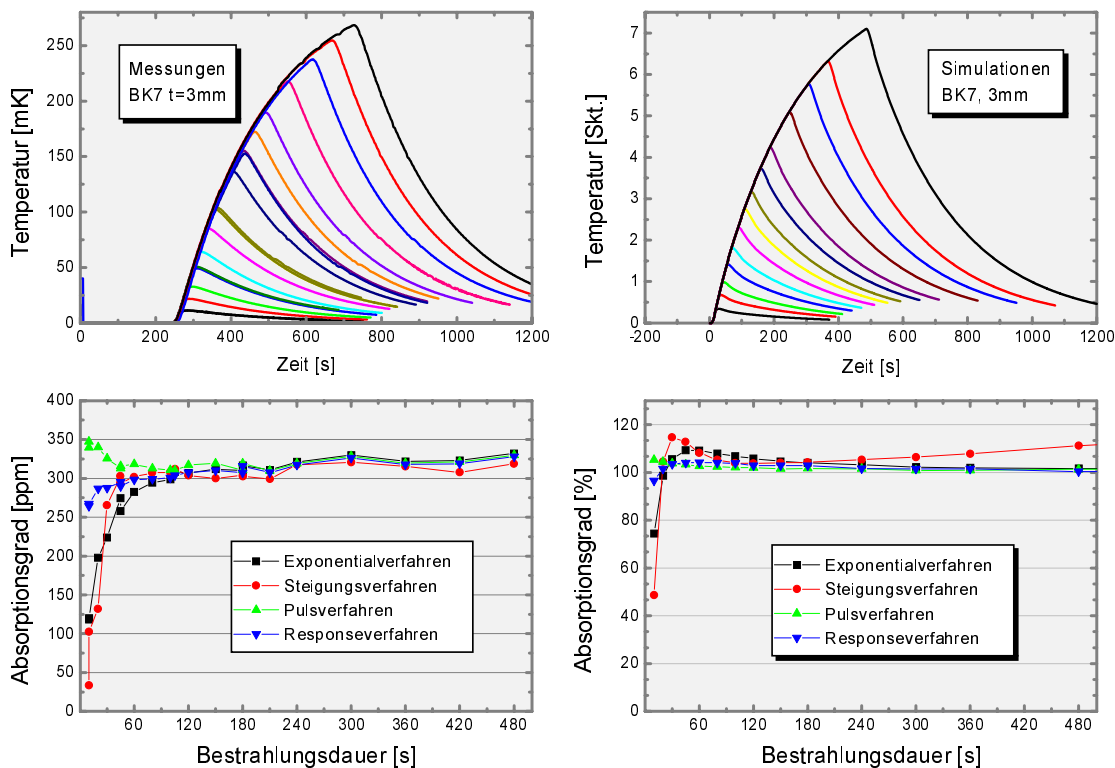 Temperatur [mK]
250
200
150
100
50
0
Messungen
BK7 t=3mm
0 200 400 600 800 1000 1200
Zeit [s]
Temperatur [Skt.]
7
6
5
4
3
2
1
0
Simulationen
BK7, 3mm
-200 0 200 400 600 800 1000 1200
Zeit [s]
Absorptionsgrad [ppm]
400
350
300
250
200
150
100
50
0
Exponentialverfahren
Steigungsverfahren
Pulsverfahren
Responseverfahren
60 120 180 240 300 360 420 480
Bestrahlungsdauer [s]
Absorptionsgrad [%]
120
100
80
60
40
20
0
Exponentialverfahren
Steigungsverfahren
Pulsverfahren
Responseverfahren
60 120 180 240 300 360 420 480
Bestrahlungsdauer [s]